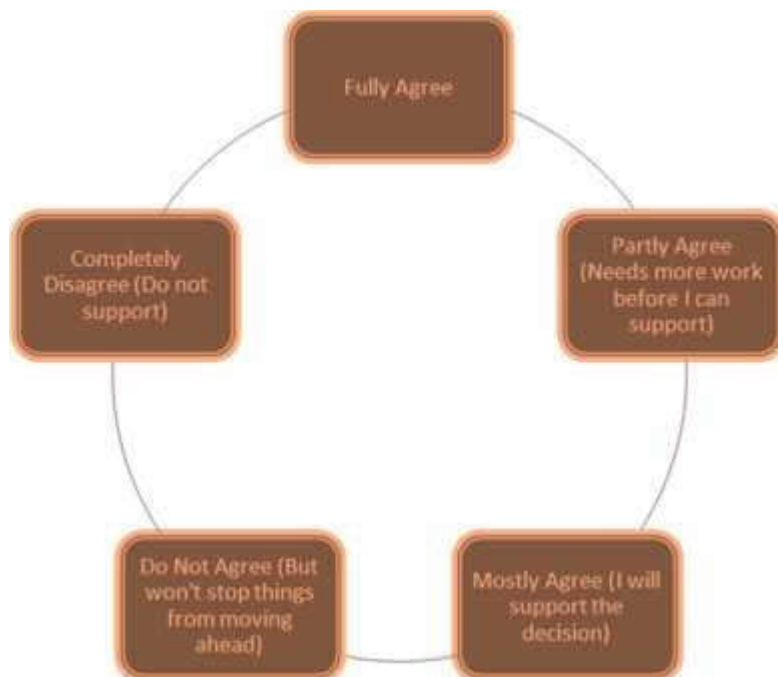 Fully Agree
Partly Agree
(Needs more work
before I can
support)
Mostly Agree (I will
support the
decision)
Do Not Agree (But
won't stop things
from moving
ahead)
Completely
Disagree (Do not
support)